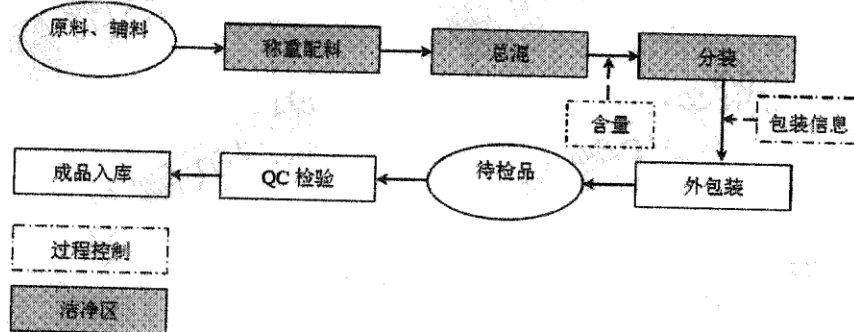 原料、辅料
称重配料
总混
分装
含量
包装信息
成品入库
QC 检验
待检品
外包装
过程控制
洁净区